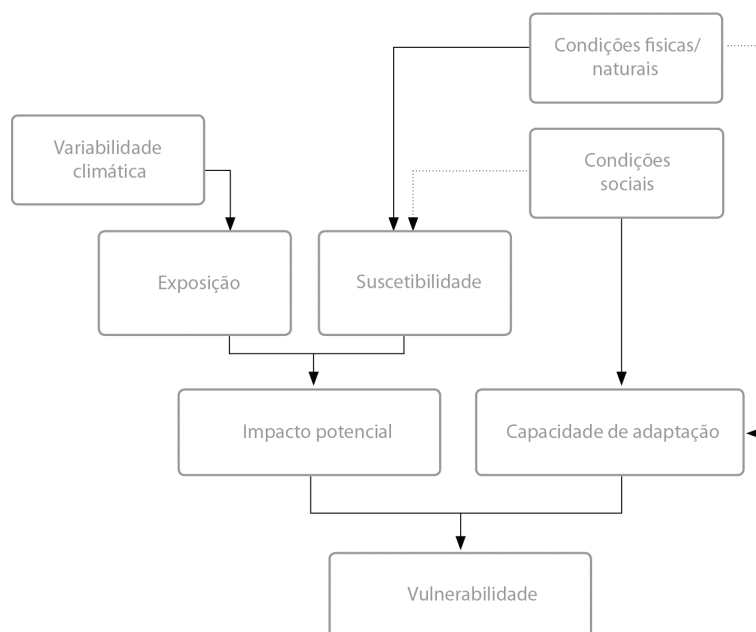 Condições fisicas/
naturais
Variabilidade
climática
Condições
sociais
Exposição
Suscetibilidade
Impacto potencial
Capacidade de adaptação
Vulnerabilidade